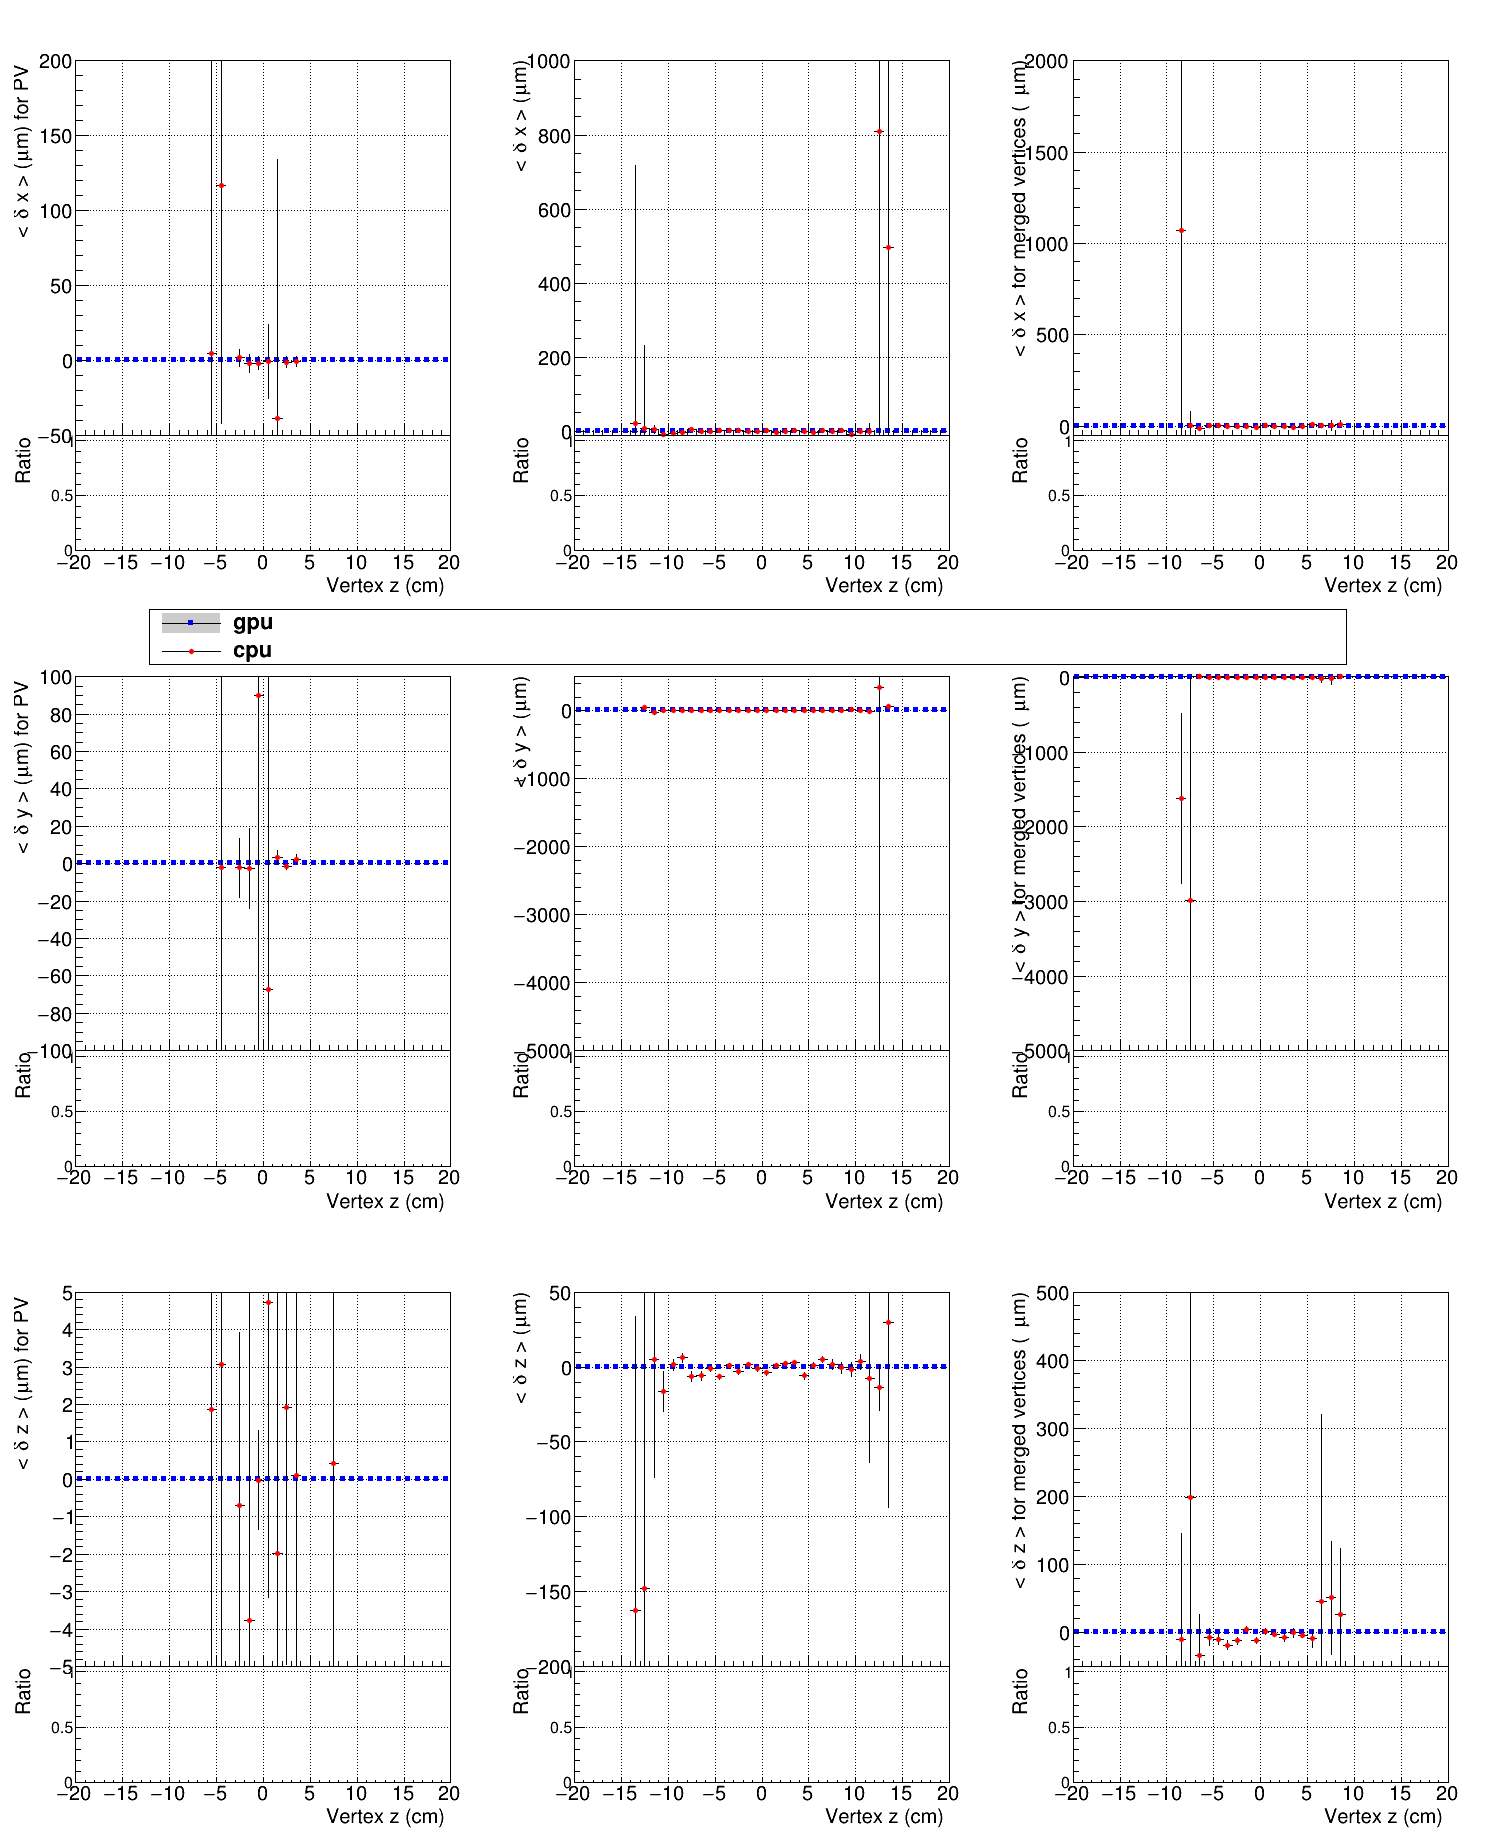 < δ x > (μm) for PV
200
150
100
50
0
−50
Ratio
1
0.5
0
−20 −15 −10 −5 0 5 10 15 20
Vertex z (cm)
< δ x > (μm)
1000
800
600
400
200
0
Ratio
1
0.5
0
−20 −15 −10 −5 0 5 10 15 20
Vertex z (cm)
< δ x > for merged vertices ( μm)
2000
1500
1000
500
0
Ratio
1
0.5
0
−20 −15 −10 −5 0 5 10 15 20
Vertex z (cm)
gpu
cpu
< δ y > (μm) for PV
100
80
60
40
20
0
−20
−40
−60
−80
−100
Ratio
1
0.5
0
−20 −15 −10 −5 0 5 10 15 20
Vertex z (cm)
< δ y > (μm)
0
−1000
−2000
−3000
−4000
−5000
Ratio
1
0.5
0
−20 −15 −10 −5 0 5 10 15 20
Vertex z (cm)
< δ y > for merged vertices ( μm)
0
−1000
−2000
−3000
−4000
−5000
Ratio
1
0.5
0
−20 −15 −10 −5 0 5 10 15 20
Vertex z (cm)
< δ z > (μm) for PV
5
4
3
2
1
0
−1
−2
−3
−4
−5
Ratio
1
0.5
0
−20 −15 −10 −5 0 5 10 15 20
Vertex z (cm)
< δ z > (μm)
50
0
−50
−100
−150
−200
Ratio
1
0.5
0
−20 −15 −10 −5 0 5 10 15 20
Vertex z (cm)
< δ z > for merged vertices ( μm)
500
400
300
200
100
0
Ratio
1
0.5
0
−20 −15 −10 −5 0 5 10 15 20
Vertex z (cm)